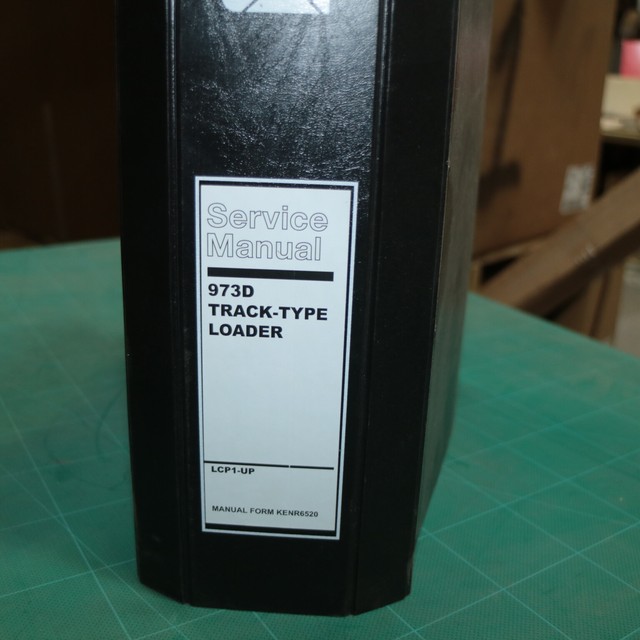 Service
Manual
973D
TRACK-TYPE
LOADER
LCP1-UP
MANUAL FORM KENR6520